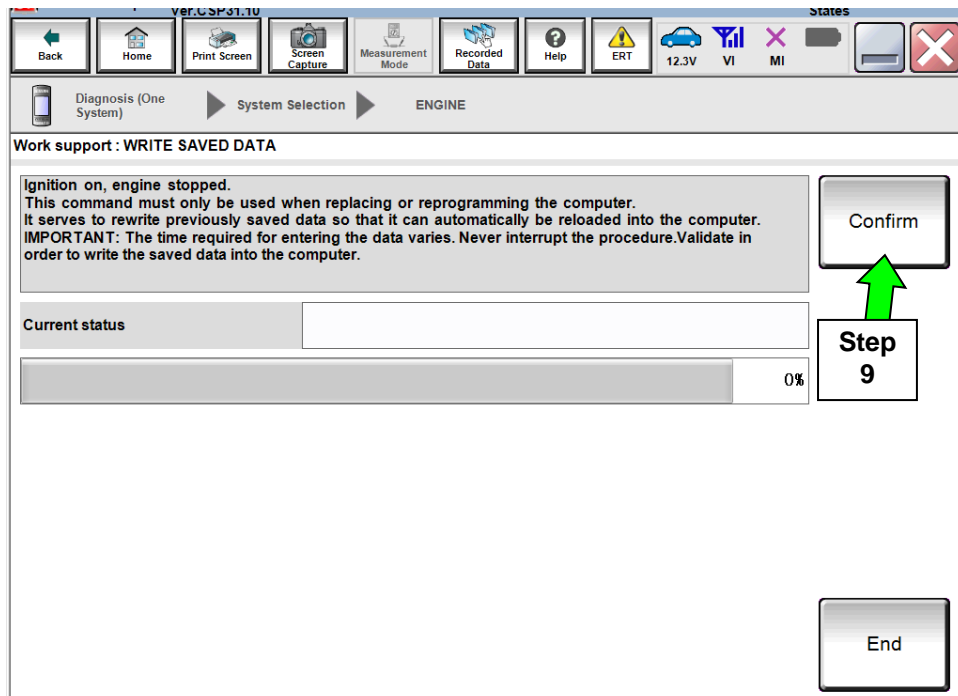 Ver.CSP31.10 States
Back Home Print Screen Screen Capture Measurement Mode Recorded Data Help ERT 12.3V VI MI
Diagnosis (One System) System Selection ENGINE
Work support : WRITE SAVED DATA
Ignition on, engine stopped.
This command must only be used when replacing or reprogramming the computer.
It serves to rewrite previously saved data so that it can automatically be reloaded into the computer.
IMPORTANT: The time required for entering the data varies. Never interrupt the procedure.Validate in
order to write the saved data into the computer.
Confirm
Current status
Step
9
0%
End